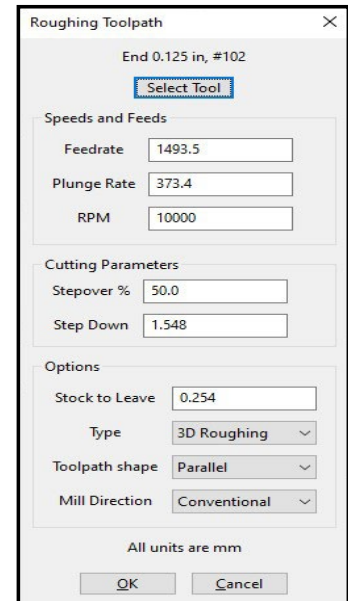 Roughing Toolpath
End 0.125 in, #102
Select Tool
Speeds and Feeds
Feedrate 1493.5
Plunge Rate 373.4
RPM 10000
Cutting Parameters
Stepover % 50.0
Step Down 1.548
Options
Stock to Leave 0.254
Type 3D Roughing
Toolpath shape Parallel
Mill Direction Conventional
All units are mm
OK Cancel